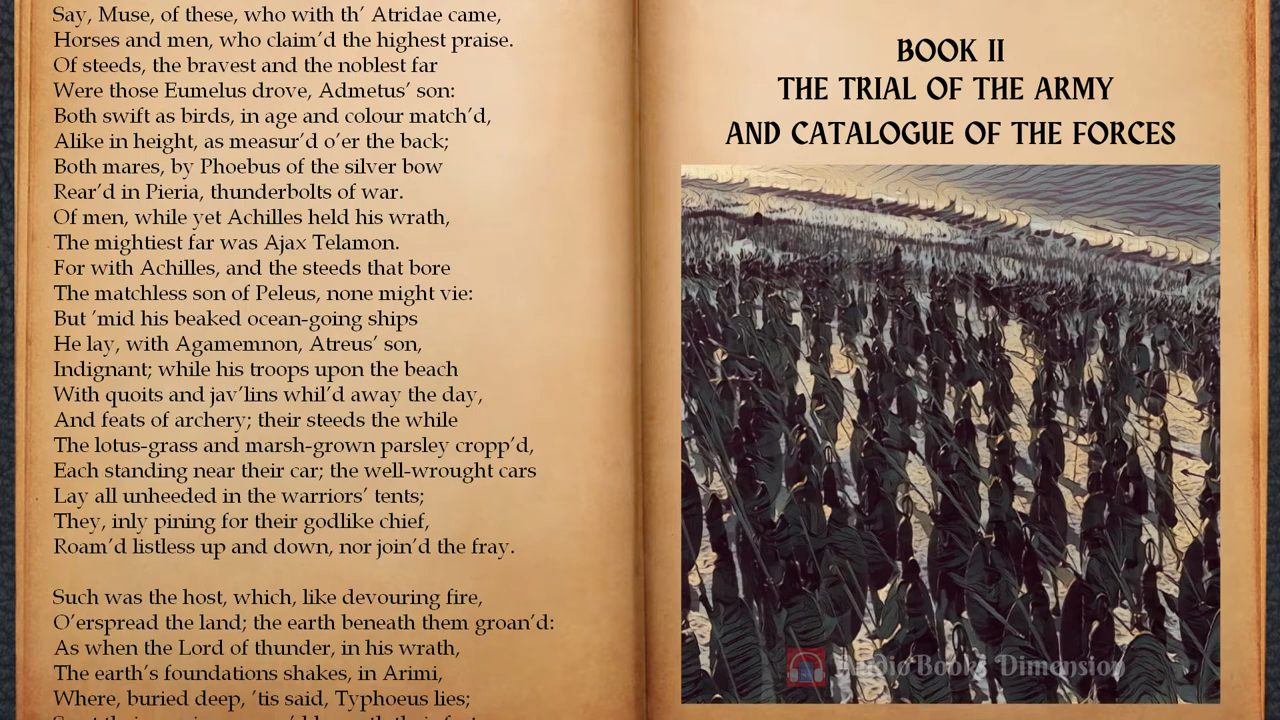 Say, Muse, of these, who with th’ Atridae came,
Horses and men, who claim’d the highest praise.
Of steeds, the bravest and the noblest far
Were those Eumelus drove, Admetus’ son:
Both swift as birds, in age and colour match’d,
Alike in height, as measur’d o’er the back;
Both mares, by Phoebus of the silver bow
Rear’d in Pieria, thunderbolts of war.
Of men, while yet Achilles held his wrath,
The mightiest far was Ajax Telamon.
For with Achilles, and the steeds that bore
The matchless son of Peleus, none might vie:
But ’mid his beaked ocean-going ships
He lay, with Agamemnon, Atreus’ son,
Indignant; while his troops upon the beach
With quoits and jav’lins whil’d away the day,
And feats of archery; their steeds the while
The lotus-grass and marsh-grown parsley cropp’d,
Each standing near their car; the well-wrought cars
Lay all unheeded in the warriors’ tents;
They, inly pining for their godlike chief,
Roam’d listless up and down, nor join’d the fray.
Such was the host, which, like devouring fire,
O’erspread the land; the earth beneath them groan’d:
As when the Lord of thunder, in his wrath,
The earth’s foundations shakes, in Arimi,
Where, buried deep, ’tis said, Typhoeus lies;
BOOK II
THE TRIAL OF THE ARMY
AND CATALOGUE OF THE FORCES
Audio Books Dimension